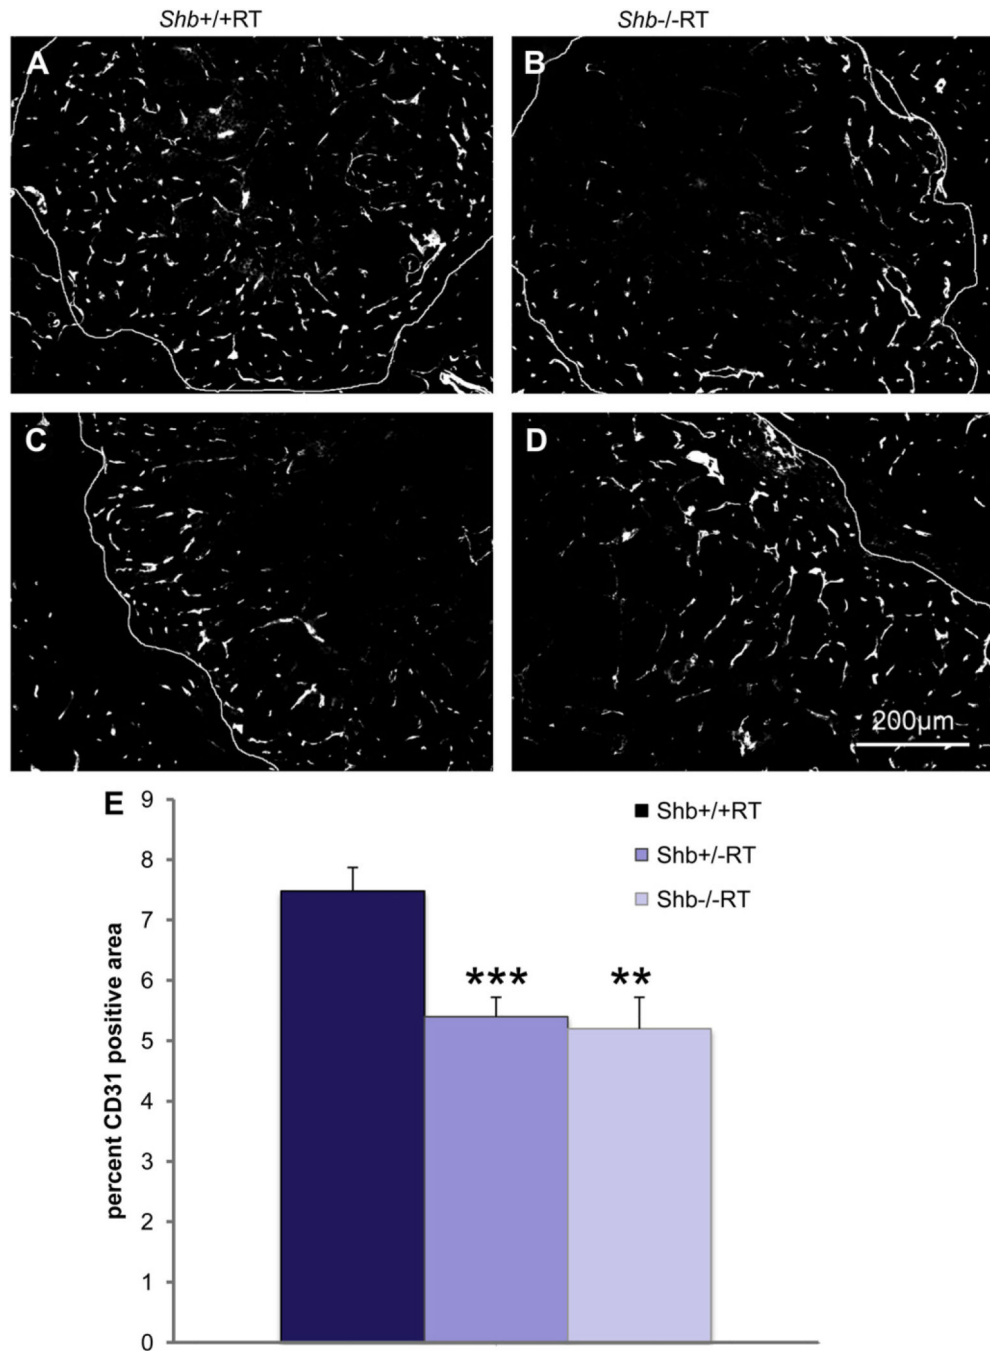 Shb+/+RT Shb-/-RT
A B
C D
200µm
E
9
8
7
6
5
4
3
2
1
0
percent CD31 positive area
*** **
Shb+/+RT
Shb+/-RT
Shb-/-RT